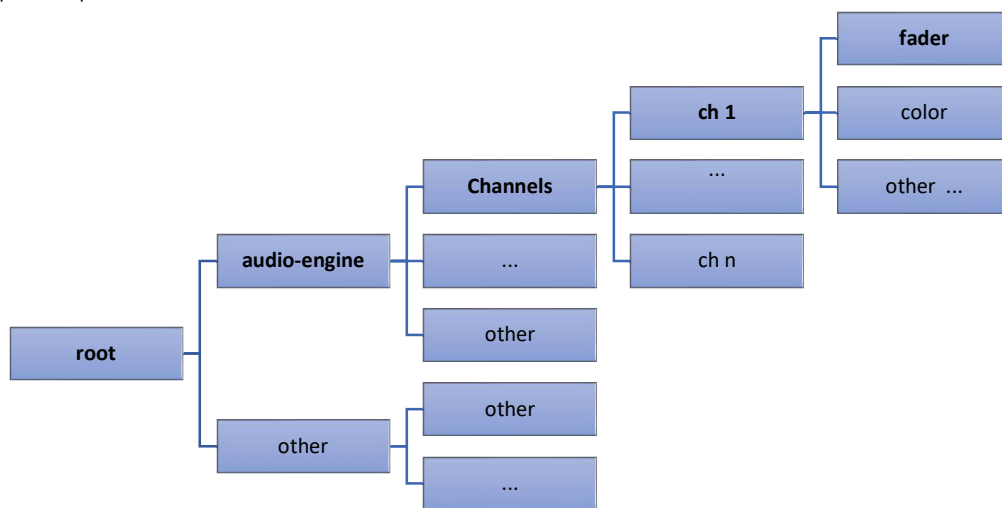 fader
ch 1
color
...
Channels
other ...
audio-engine
...
ch n
root
other
other
other
...